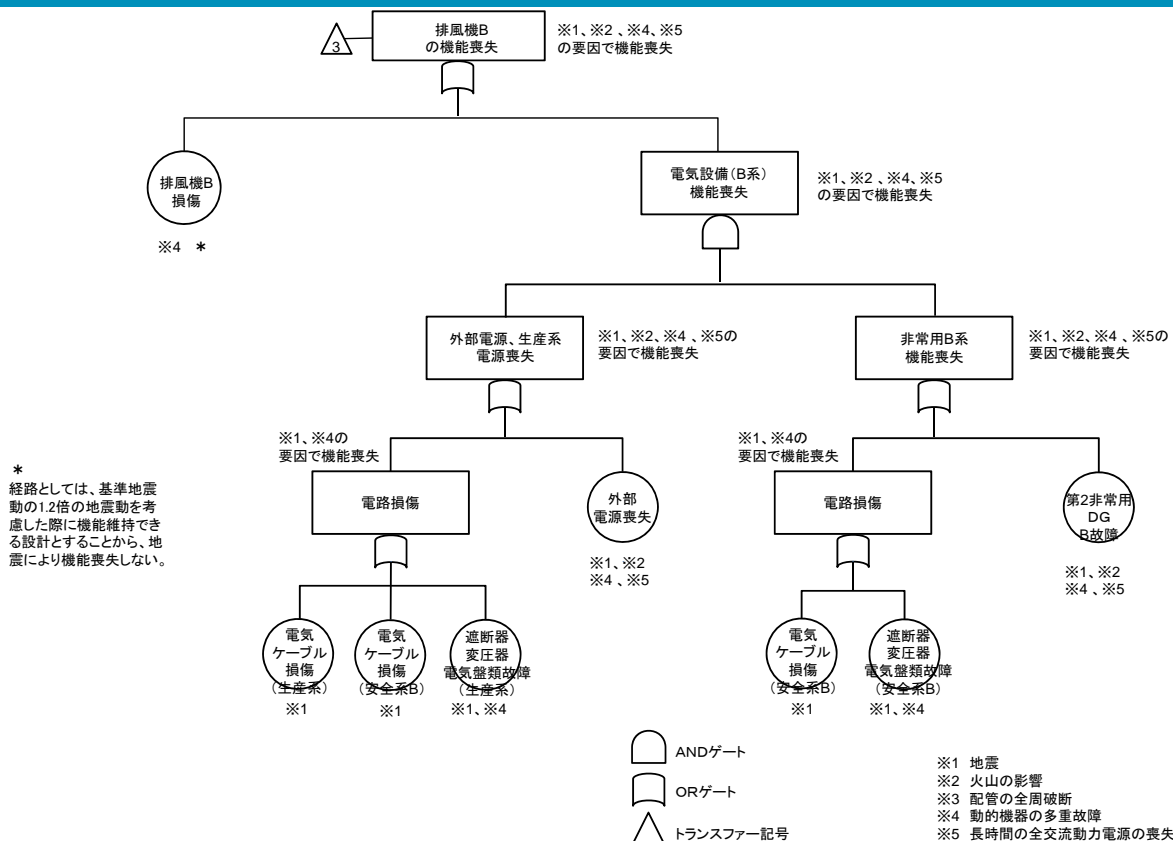 3
排風機B
の機能喪失
※1、※2 、※4、※5
の要因で機能喪失
排風機B
損傷
※4 *
電気設備(B系)
機能喪失
※1、※2 、※4、※5
の要因で機能喪失
外部電源、生産系
電源喪失
※1、※2、※4 、※5の
要因で機能喪失
非常用B系
機能喪失
※1、※2、※4 、※5の
要因で機能喪失
※1、※4の
要因で機能喪失
電路損傷
外部
電源喪失
※1、※2
※4 、※5
※1、※4の
要因で機能喪失
電路損傷
第2非常用
DG
B故障
※1、※2
※4 、※5
*
経路としては、基準地震
動の1.2倍の地震動を考
慮した際に機能維持でき
る設計とすることから、地
震により機能喪失しない。
電気
ケーブル
損傷
(生産系)
※1
電気
ケーブル
損傷
(安全系B)
※1
遮断器
変圧器
電気盤類故障
(生産系)
※1、※4
電気
ケーブル
損傷
(安全系B)
※1
遮断器
変圧器
電気盤類故障
(安全系B)
※1、※4
ANDゲート
ORゲート
トランスファー記号
※1 地震
※2 火山の影響
※3 配管の全周破断
※4 動的機器の多重故障
※5 長時間の全交流動力電源の喪失